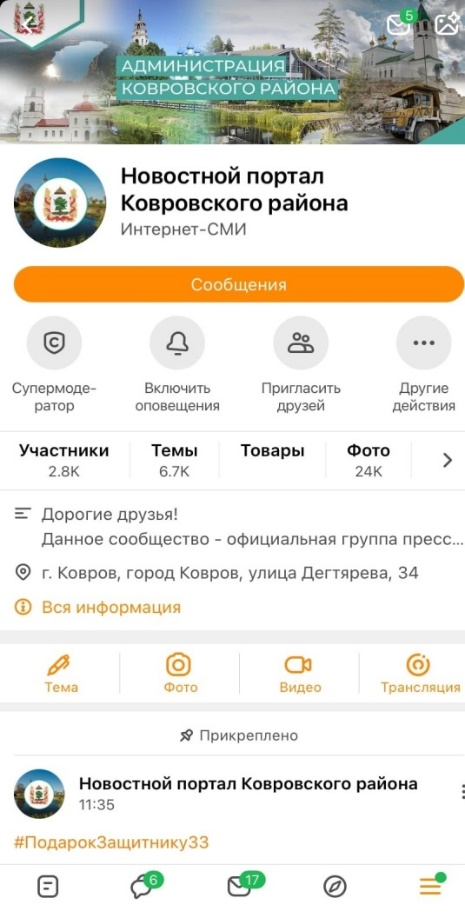 5
АДМИНИСТРАЦИЯ
КОВРОВСКОГО РАЙОНА
Новостной портал
Ковровского района
Интернет-СМИ
Сообщения
Супермоде-
ратор
Включить
оповещения
Пригласить
друзей
Другие
действия
Участники
2.8K
Темы
6.7K
Товары
Фото
24K
Дорогие друзья!
Данное сообщество - официальная группа пресс...
г. Ковров, город Ковров, улица Дегтярева, 34
Вся информация
Тема
Фото
Видео
Трансляция
Прикреплено
Новостной портал Ковровского района
11:35
#ПодарокЗащитнику33
6
17